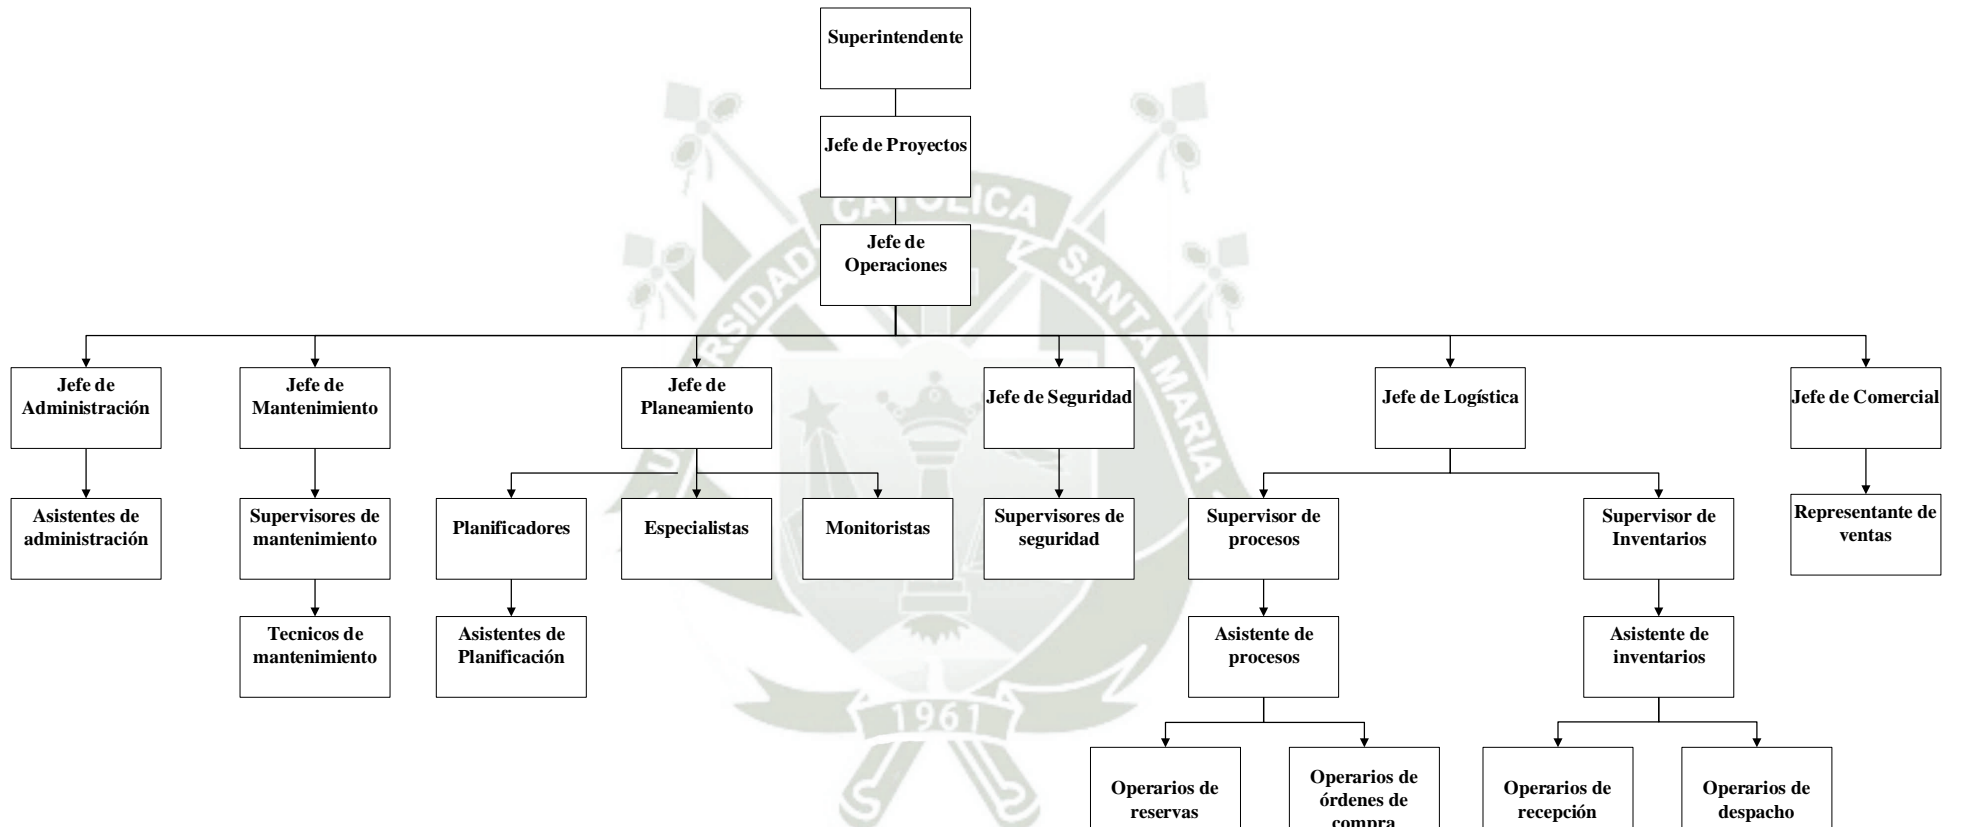 Superintendente
Jefe de Proyectos
Jefe de
Operaciones
Jefe de
Administración
Jefe de
Mantenimiento
Jefe de
Planeamiento
Jefe de Seguridad
Jefe de Logística
Jefe de Comercial
Asistentes de
administración
Supervisores de
mantenimiento
Planificadores
Especialistas
Monitoristas
Supervisores de
seguridad
Supervisor de
procesos
Supervisor de
Inventarios
Representante de
ventas
Tecnicos de
mantenimiento
Asistentes de
Planificación
Asistente de
procesos
Asistente de
inventarios
Operarios de
reservas
Operarios de
órdenes de
compra
Operarios de
recepción
Operarios de
despacho
CATOLICA
SANTA MARIA
1961